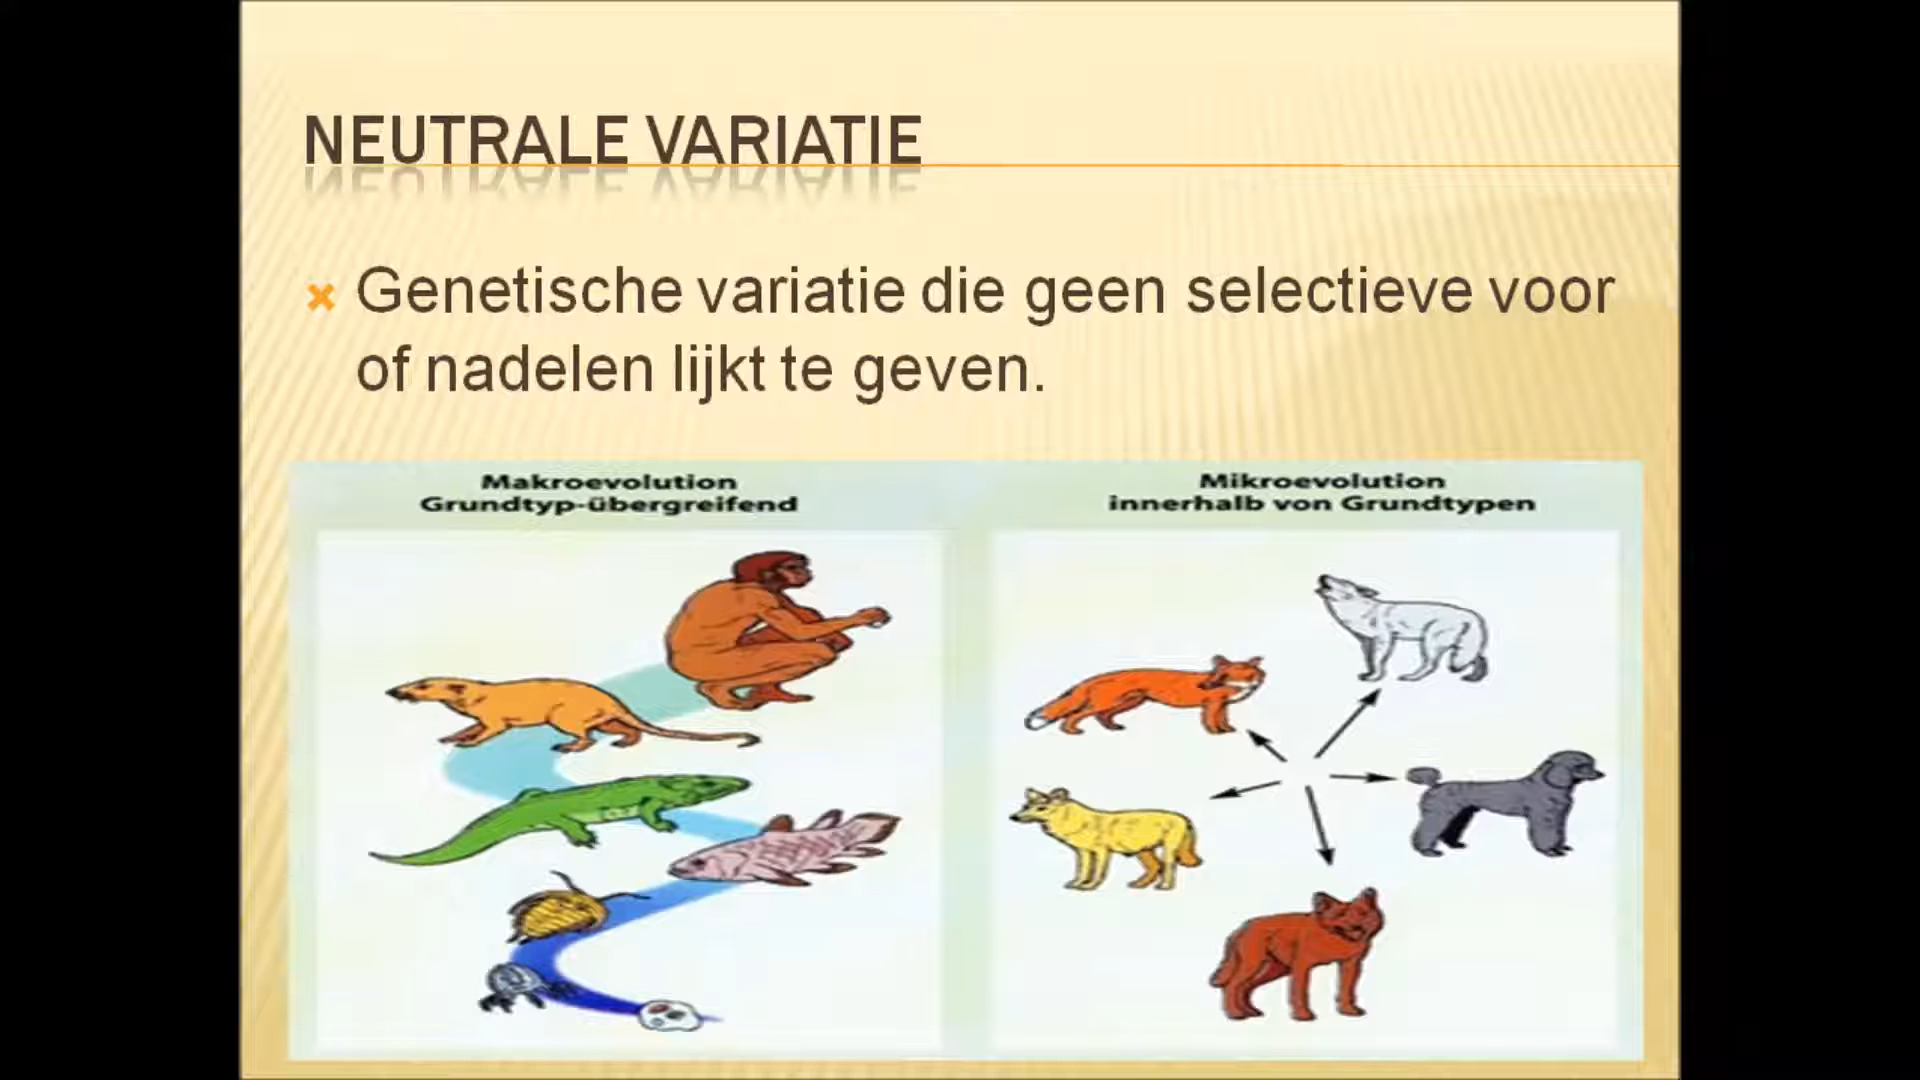 NEUTRALE VARIATIE
Genetische variatie die geen selectieve voor
of nadelen lijkt te geven.
Makroevolution
Grundtyp-übergreifend
Mikroevolution
innerhalb von Grundtypen